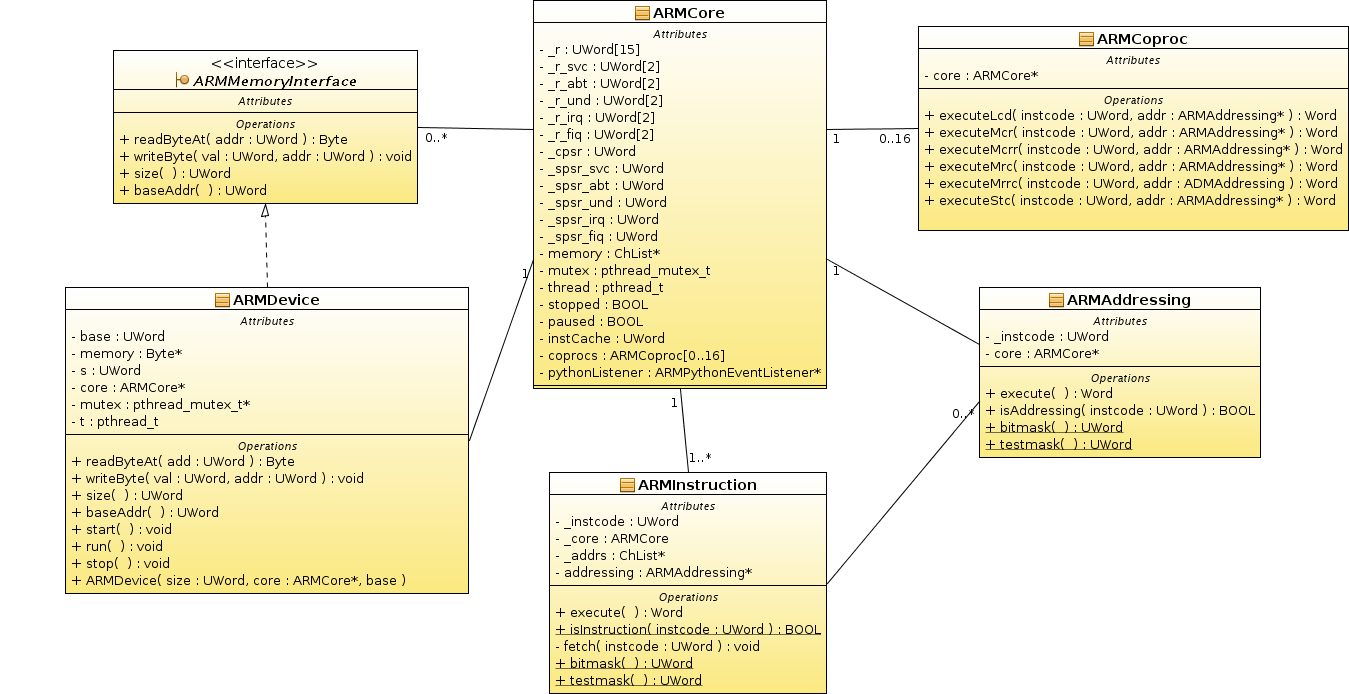 <<interface>>
ARMMemoryInterface
Attributes
Operations
+ readByteAt( addr : UWord ) : Byte
+ writeByte( val : UWord, addr : UWord ) : void
+ size(  ) : UWord
+ baseAddr(  ) : UWord
0..*
ARMCore
Attributes
- _r : UWord[15]
- _r_svc : UWord[2]
- _r_abt : UWord[2]
- _r_und : UWord[2]
- _r_irq : UWord[2]
- _r_fiq : UWord[2]
- _cpsr : UWord
- _spsr_svc : UWord
- _spsr_abt : UWord
- _spsr_und : UWord
- _spsr_irq : UWord
- _spsr_fiq : UWord
- memory : ChList*
- mutex : pthread_mutex_t
- thread : pthread_t
- stopped : BOOL
- paused : BOOL
- instCache : UWord
- coprocs : ARMCoproc[0..16]
- pythonListener : ARMPythonEventListener*
1
0..16
ARMCoproc
Attributes
- core : ARMCore*
Operations
+ executeLcd( instcode : UWord, addr : ARMAddressing* ) : Word
+ executeMcr( instcode : UWord, addr : ARMAddressing* ) : Word
+ executeMcrr( instcode : UWord, addr : ARMAddressing* ) : Word
+ executeMrc( instcode : UWord, addr : ARMAddressing* ) : Word
+ executeMrrc( instcode : UWord, addr : ADMAddressing ) : Word
+ executeStc( instcode : UWord, addr : ARMAddressing* ) : Word
1
1
ARMDevice
Attributes
- base : UWord
- memory : Byte*
- s : UWord
- core : ARMCore*
- mutex : pthread_mutex_t*
- t : pthread_t
Operations
+ readByteAt( add : UWord ) : Byte
+ writeByte( val : UWord, addr : UWord ) : void
+ size(  ) : UWord
+ baseAddr(  ) : UWord
+ start(  ) : void
+ run(  ) : void
+ stop(  ) : void
+ ARMDevice( size : UWord, core : ARMCore*, base )
ARMAddressing
Attributes
- _instcode : UWord
- core : ARMCore*
Operations
+ execute(  ) : Word
+ isAddressing( instcode : UWord ) : BOOL
+ bitmask(  ) : UWord
+ testmask(  ) : UWord
0..*
1
1..*
ARMInstruction
Attributes
- _instcode : UWord
- _core : ARMCore
- _addrs : ChList*
- addressing : ARMAddressing*
Operations
+ execute(  ) : Word
+ isInstruction( instcode : UWord ) : BOOL
- fetch( instcode : UWord ) : void
+ bitmask(  ) : UWord
+ testmask(  ) : UWord